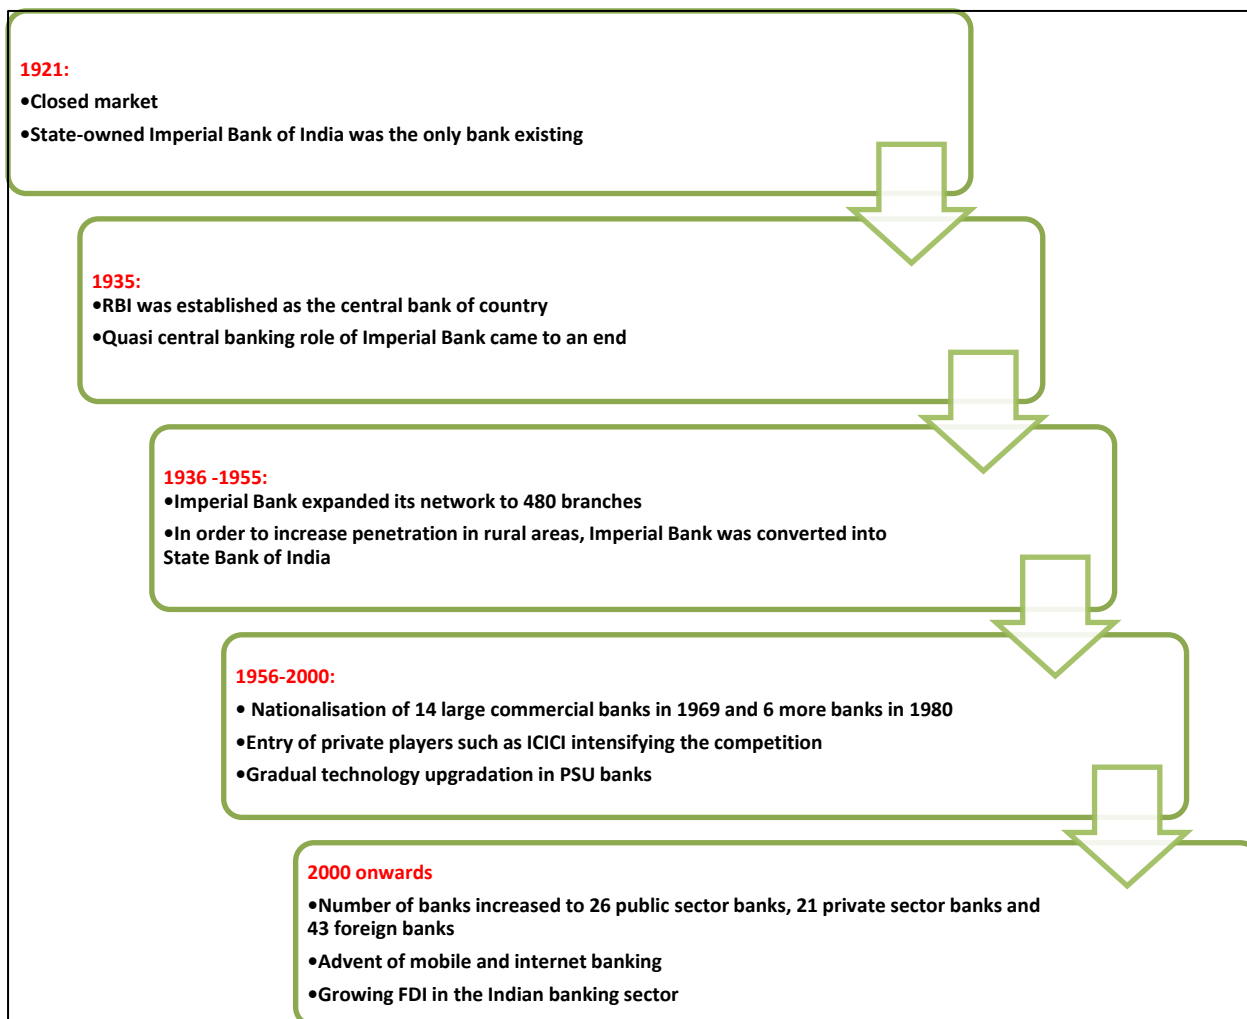 1921:
•Closed market
•State-owned Imperial Bank of India was the only bank existing
1935:
•RBI was established as the central bank of country
•Quasi central banking role of Imperial Bank came to an end
1936 -1955:
•Imperial Bank expanded its network to 480 branches
•In order to increase penetration in rural areas, Imperial Bank was converted into
State Bank of India
1956-2000:
• Nationalisation of 14 large commercial banks in 1969 and 6 more banks in 1980
•Entry of private players such as ICICI intensifying the competition
•Gradual technology upgradation in PSU banks
2000 onwards
•Number of banks increased to 26 public sector banks, 21 private sector banks and
43 foreign banks
•Advent of mobile and internet banking
•Growing FDI in the Indian banking sector